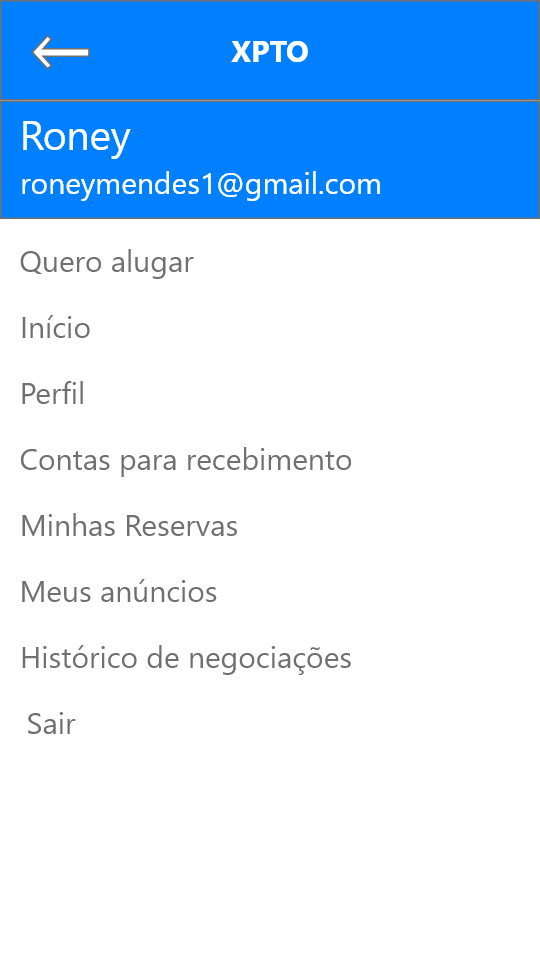 XPTO
Roney
roneymendes1@gmail.com
Quero alugar
Início
Perfil
Contas para recebimento
Minhas Reservas
Meus anúncios
Histórico de negociações
Sair